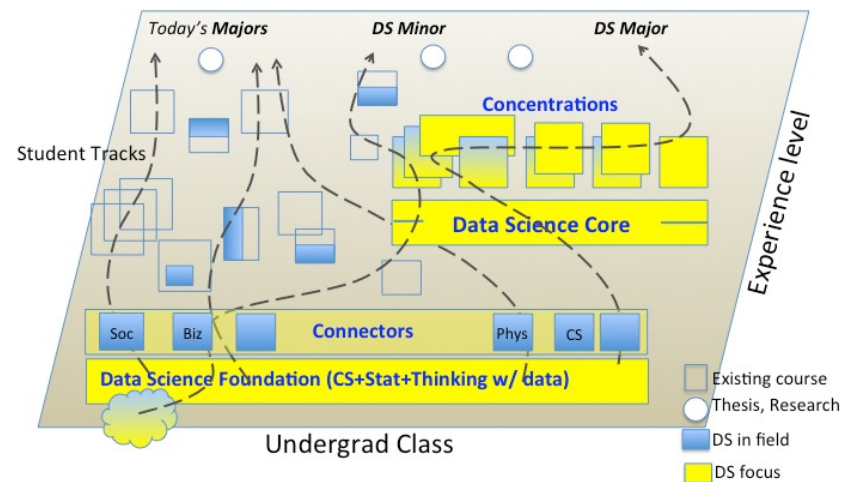 Today's Majors
DS Minor
DS Major
Concentrations
Student Tracks
Experience level
Data Science Core
Soc
Biz
Connectors
Phys
CS
Data Science Foundation (CS+Stat+Thinking w/ data)
Undergrad Class
Existing course
Thesis, Research
DS in field
DS focus